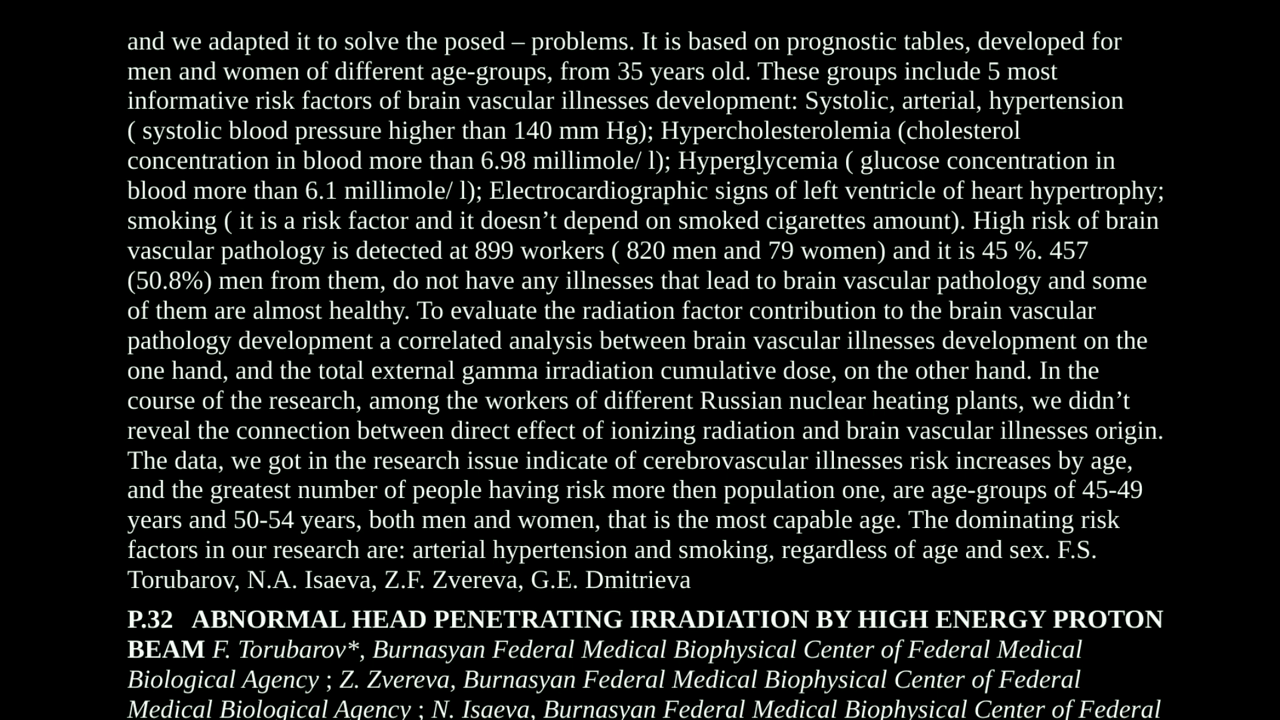 and we adapted it to solve the posed – problems. It is based on prognostic tables, developed for
men and women of different age-groups, from 35 years old. These groups include 5 most
informative risk factors of brain vascular illnesses development: Systolic, arterial, hypertension
( systolic blood pressure higher than 140 mm Hg); Hypercholesterolemia (cholesterol
concentration in blood more than 6.98 millimole/ l); Hyperglycemia ( glucose concentration in
blood more than 6.1 millimole/ l); Electrocardiographic signs of left ventricle of heart hypertrophy;
smoking ( it is a risk factor and it doesn’t depend on smoked cigarettes amount). High risk of brain
vascular pathology is detected at 899 workers ( 820 men and 79 women) and it is 45 %. 457
(50.8%) men from them, do not have any illnesses that lead to brain vascular pathology and some
of them are almost healthy. To evaluate the radiation factor contribution to the brain vascular
pathology development a correlated analysis between brain vascular illnesses development on the
one hand, and the total external gamma irradiation cumulative dose, on the other hand. In the
course of the research, among the workers of different Russian nuclear heating plants, we didn’t
reveal the connection between direct effect of ionizing radiation and brain vascular illnesses origin.
The data, we got in the research issue indicate of cerebrovascular illnesses risk increases by age,
and the greatest number of people having risk more then population one, are age-groups of 45-49
years and 50-54 years, both men and women, that is the most capable age. The dominating risk
factors in our research are: arterial hypertension and smoking, regardless of age and sex. F.S.
Torubarov, N.A. Isaeva, Z.F. Zvereva, G.E. Dmitrieva
P.32 ABNORMAL HEAD PENETRATING IRRADIATION BY HIGH ENERGY PROTON
BEAM F. Torubarov*, Burnasyan Federal Medical Biophysical Center of Federal Medical
Biological Agency ; Z. Zvereva, Burnasyan Federal Medical Biophysical Center of Federal
Medical Biological Agency ; N. Isaeva, Burnasyan Federal Medical Biophysical Center of Federal